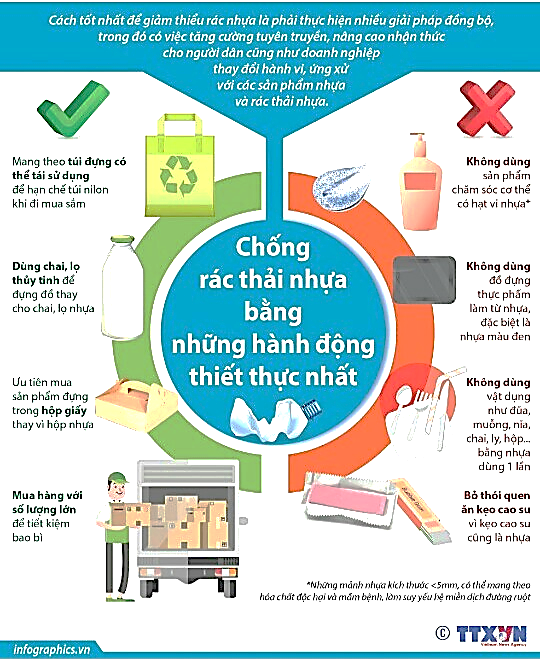 Cách tốt nhất để giảm thiểu rác nhựa là phải thực hiện nhiều giải pháp đồng bộ,
trong đó có việc tăng cường tuyên truyền, nâng cao nhận thức
cho người dân cũng như doanh nghiệp
thay đổi hành vi, ứng xử
với các sản phẩm nhựa
và rác thải nhựa.
Mang theo túi đựng có
thể tái sử dụng
để hạn chế túi nilon
khi đi mua sắm
Dùng chai, lọ
thủy tinh để
đựng đồ thay
cho chai, lọ nhựa
Ưu tiên mua
sản phẩm đựng
trong hộp giấy
thay vì hộp nhựa
Mua hàng với
số lượng lớn
để tiết kiệm
bao bì
Chống
rác thải nhựa
bằng
những hành động
thiết thực nhất
Không dùng
sản phẩm
chăm sóc cơ thể
có hạt vi nhựa*
Không dùng
đồ đựng
thực phẩm
làm từ nhựa,
đặc biệt là
nhựa màu đen
Không dùng
vật dụng
như đũa,
muỗng, nĩa,
chai, ly, hộp...
bằng nhựa
dùng 1 lần
Bỏ thói quen
ăn kẹo cao su
vì kẹo cao su
cũng là nhựa
*Những mảnh nhựa kích thước <5mm, có thể mang theo
hóa chất độc hại và mầm bệnh, làm suy yếu hệ miễn dịch đường ruột
© TTXVN
Vietnam News Agency
infographics.vn